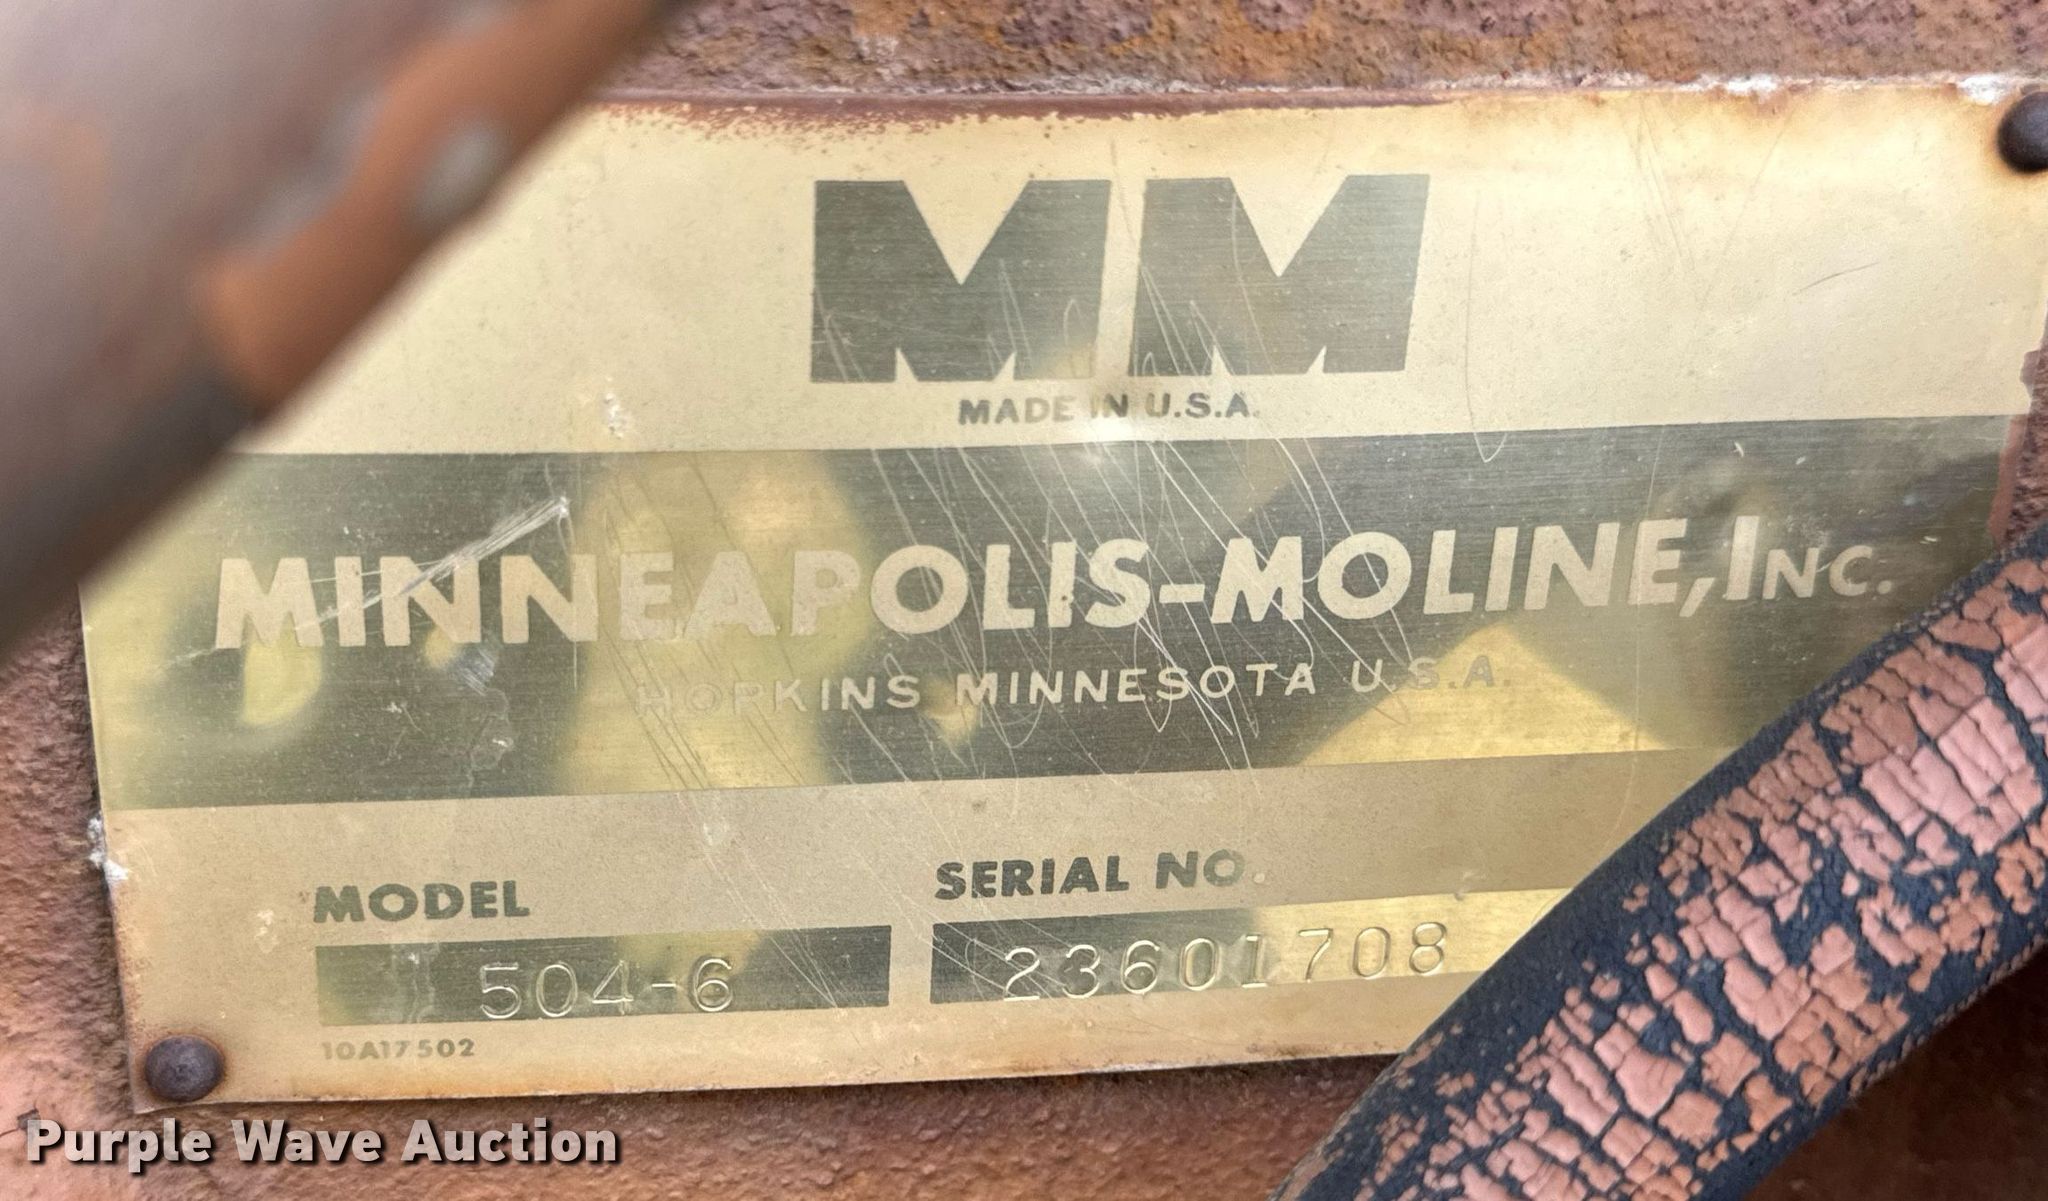 MM
MADE IN U.S.A.
MINNEAPOLIS-MOLINE, INC.
HOPKINS MINNESOTA U.S.A.
MODEL SERIAL NO.
504-6 23601708
10A17502
Purple Wave Auction